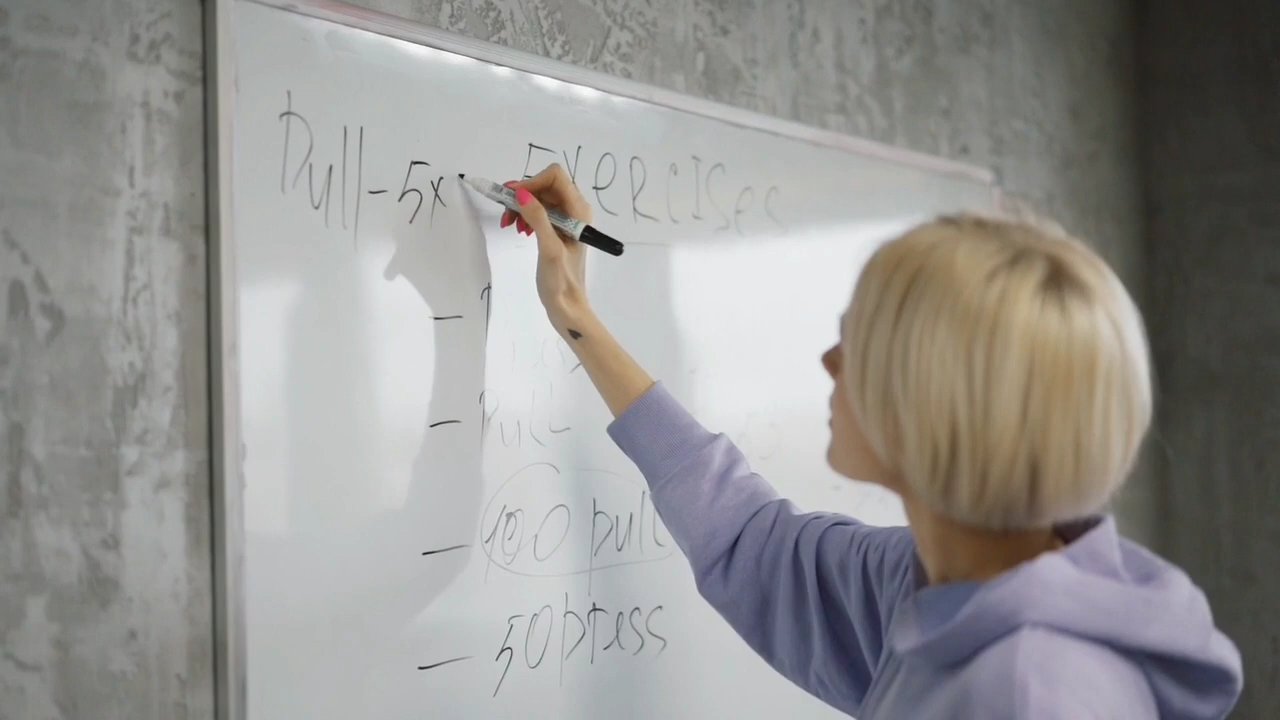 Pull-5x Exercises
-
- Pull
- 100 pull
- 50 press